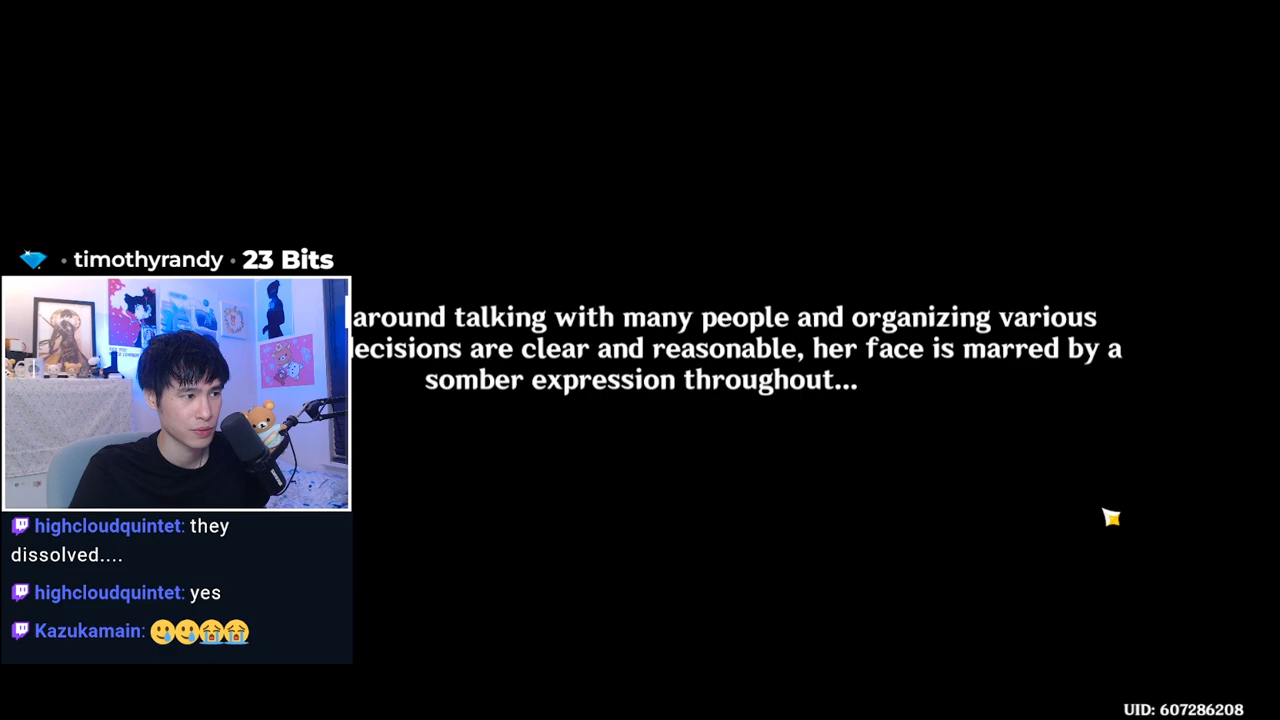 • timothyrandy • 23 Bits
around talking with many people and organizing various
decisions are clear and reasonable, her face is marred by a
somber expression throughout...
highcloudquintet: they
dissolved....
highcloudquintet: yes
Kazukamain: 🥲🥲😭😭
UID: 607286208